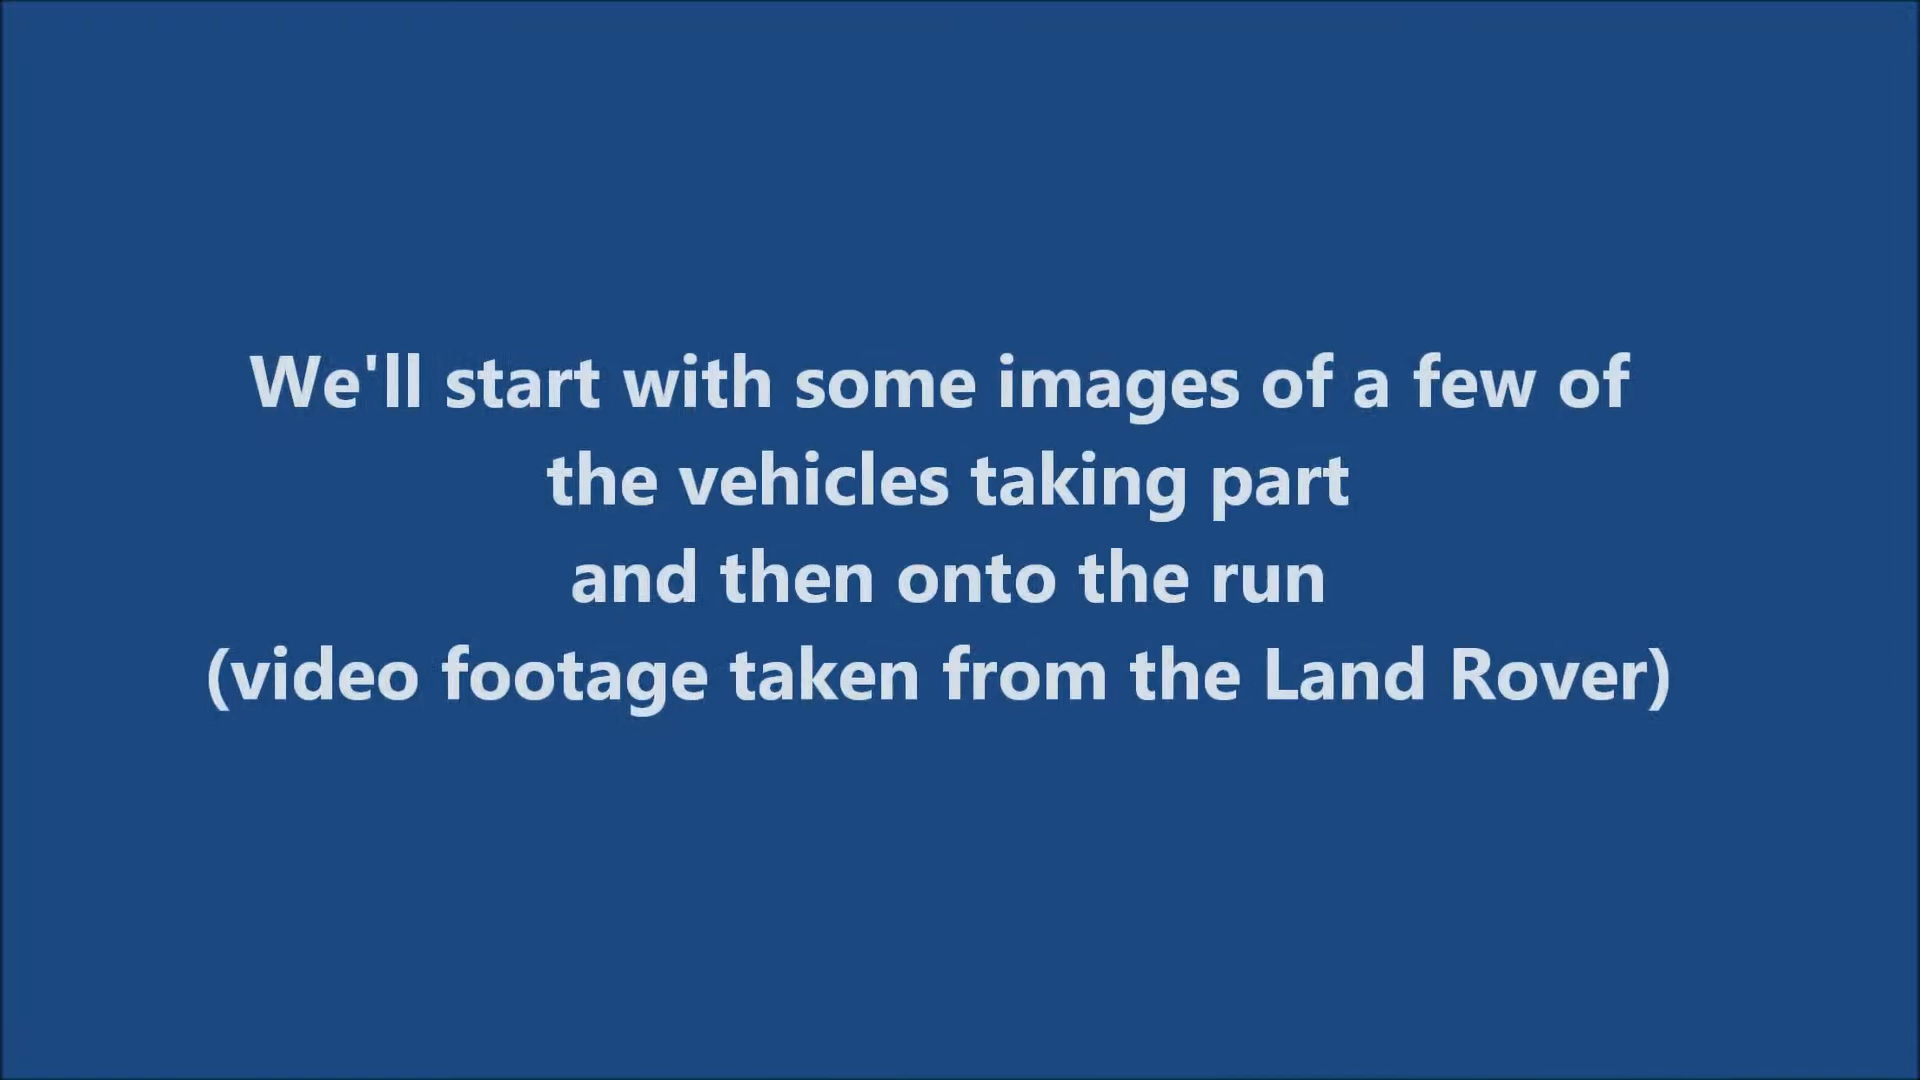 We'll start with some images of a few of
the vehicles taking part
and then onto the run
(video footage taken from the Land Rover)